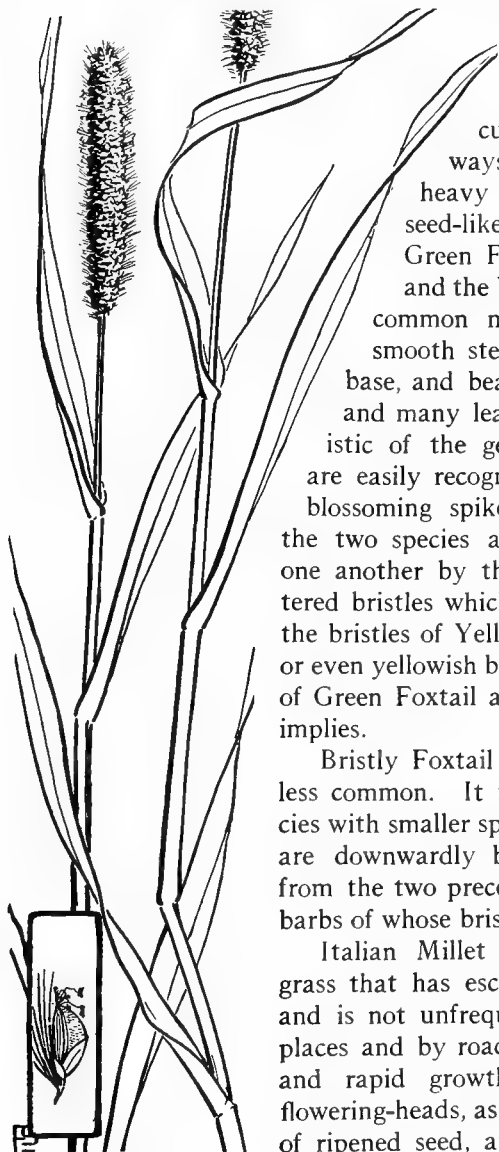 cu
ways
heavy
seed-like
Green F
and the
common m
smooth ste
base, and bea
and many lea
istic of the ge
are easily recogn
blossoming spike
the two species a
one another by th
tered bristles whic
the bristles of Yell
or even yellowish b
of Green Foxtail a
implies.
Bristly Foxtail
less common. It
cies with smaller sp
are downwardly b
from the two prece
barbs of whose bris
Italian Millet
grass that has esc
and is not unfrequ
places and by road
and rapid growth
flowering-heads, as
of ripened seed, a